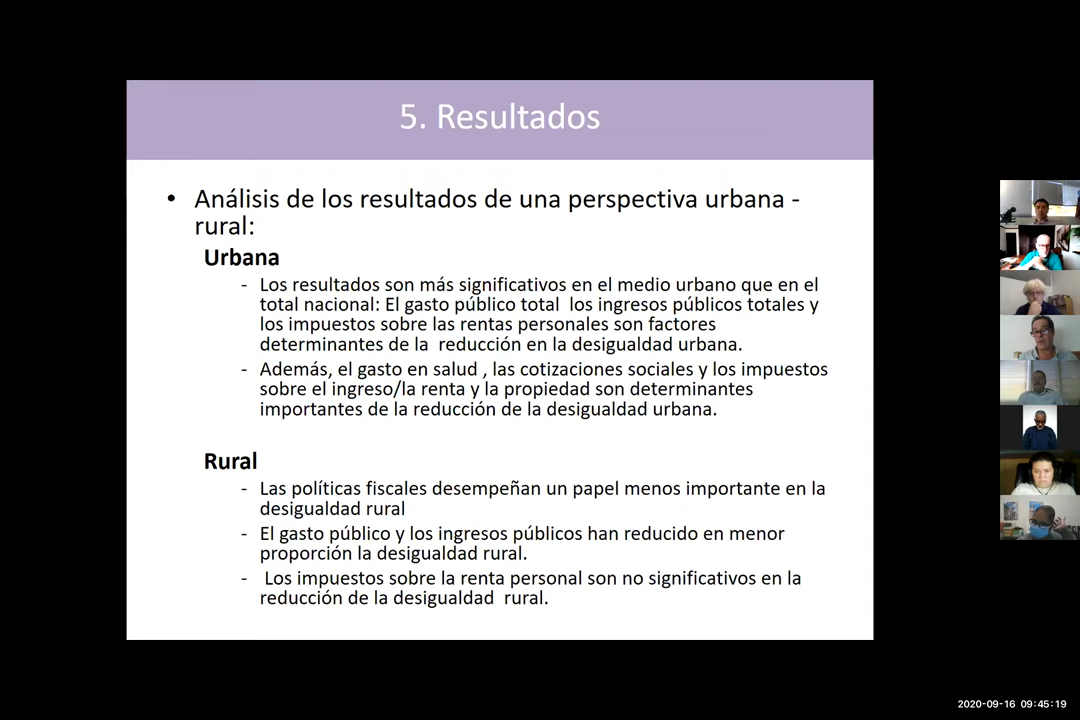 5. Resultados
• Análisis de los resultados de una perspectiva urbana -
rural:
Urbana
- Los resultados son más significativos en el medio urbano que en el
total nacional: El gasto público total  los ingresos públicos totales y
los impuestos sobre las rentas personales son factores
determinantes de la  reducción en la desigualdad urbana.
- Además, el gasto en salud , las cotizaciones sociales y los impuestos
sobre el ingreso/la renta y la propiedad son determinantes
importantes de la reducción de la desigualdad urbana.
Rural
- Las políticas fiscales desempeñan un papel menos importante en la
desigualdad rural
- El gasto público y los ingresos públicos han reducido en menor
proporción la desigualdad rural.
- Los impuestos sobre la renta personal son no significativos en la
reducción de la desigualdad  rural.
2020-09-16 09:45:19